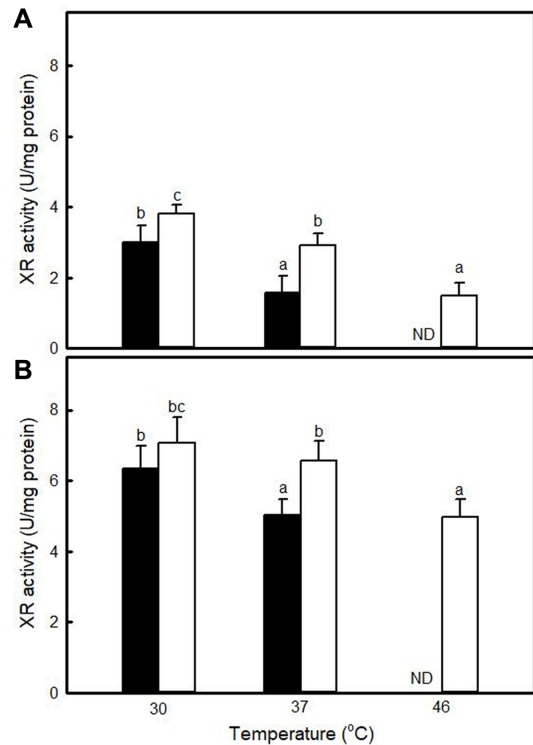 A
XR activity (U/mg protein)
8
6
4
2
0
b
c
a
b
ND
a
B
XR activity (U/mg protein)
8
6
4
2
0
b
bc
a
b
ND
a
30
37
46
Temperature (°C)